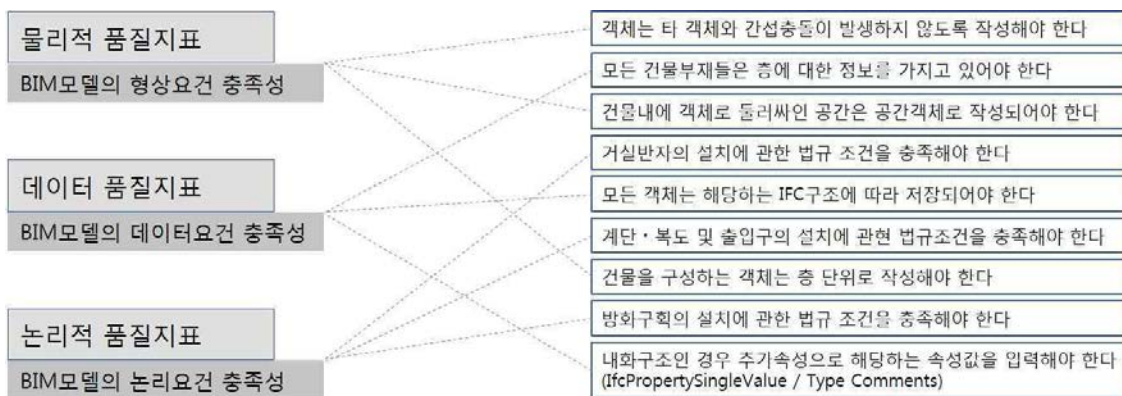 물리적 품질지표
BIM모델의 형상요건 충족성
데이터 품질지표
BIM모델의 데이터요건 충족성
논리적 품질지표
BIM모델의 논리요건 충족성
객체는 타 객체와 간섭충돌이 발생하지 않도록 작성해야 한다
모든 건물부재들은 층에 대한 정보를 가지고 있어야 한다
건물내에 객체로 둘러싸인 공간은 공간객체로 작성되어야 한다
거실반자의 설치에 관한 법규 조건을 충족해야 한다
모든 객체는 해당하는 IFC구조에 따라 저장되어야 한다
계단·복도 및 출입구의 설치에 관현 법규조건을 충족해야 한다
건물을 구성하는 객체는 층 단위로 작성해야 한다
방화구획의 설치에 관한 법규 조건을 충족해야 한다
내화구조인 경우 추가속성으로 해당하는 속성값을 입력해야 한다
(IfcPropertySingleValue / Type Comments)